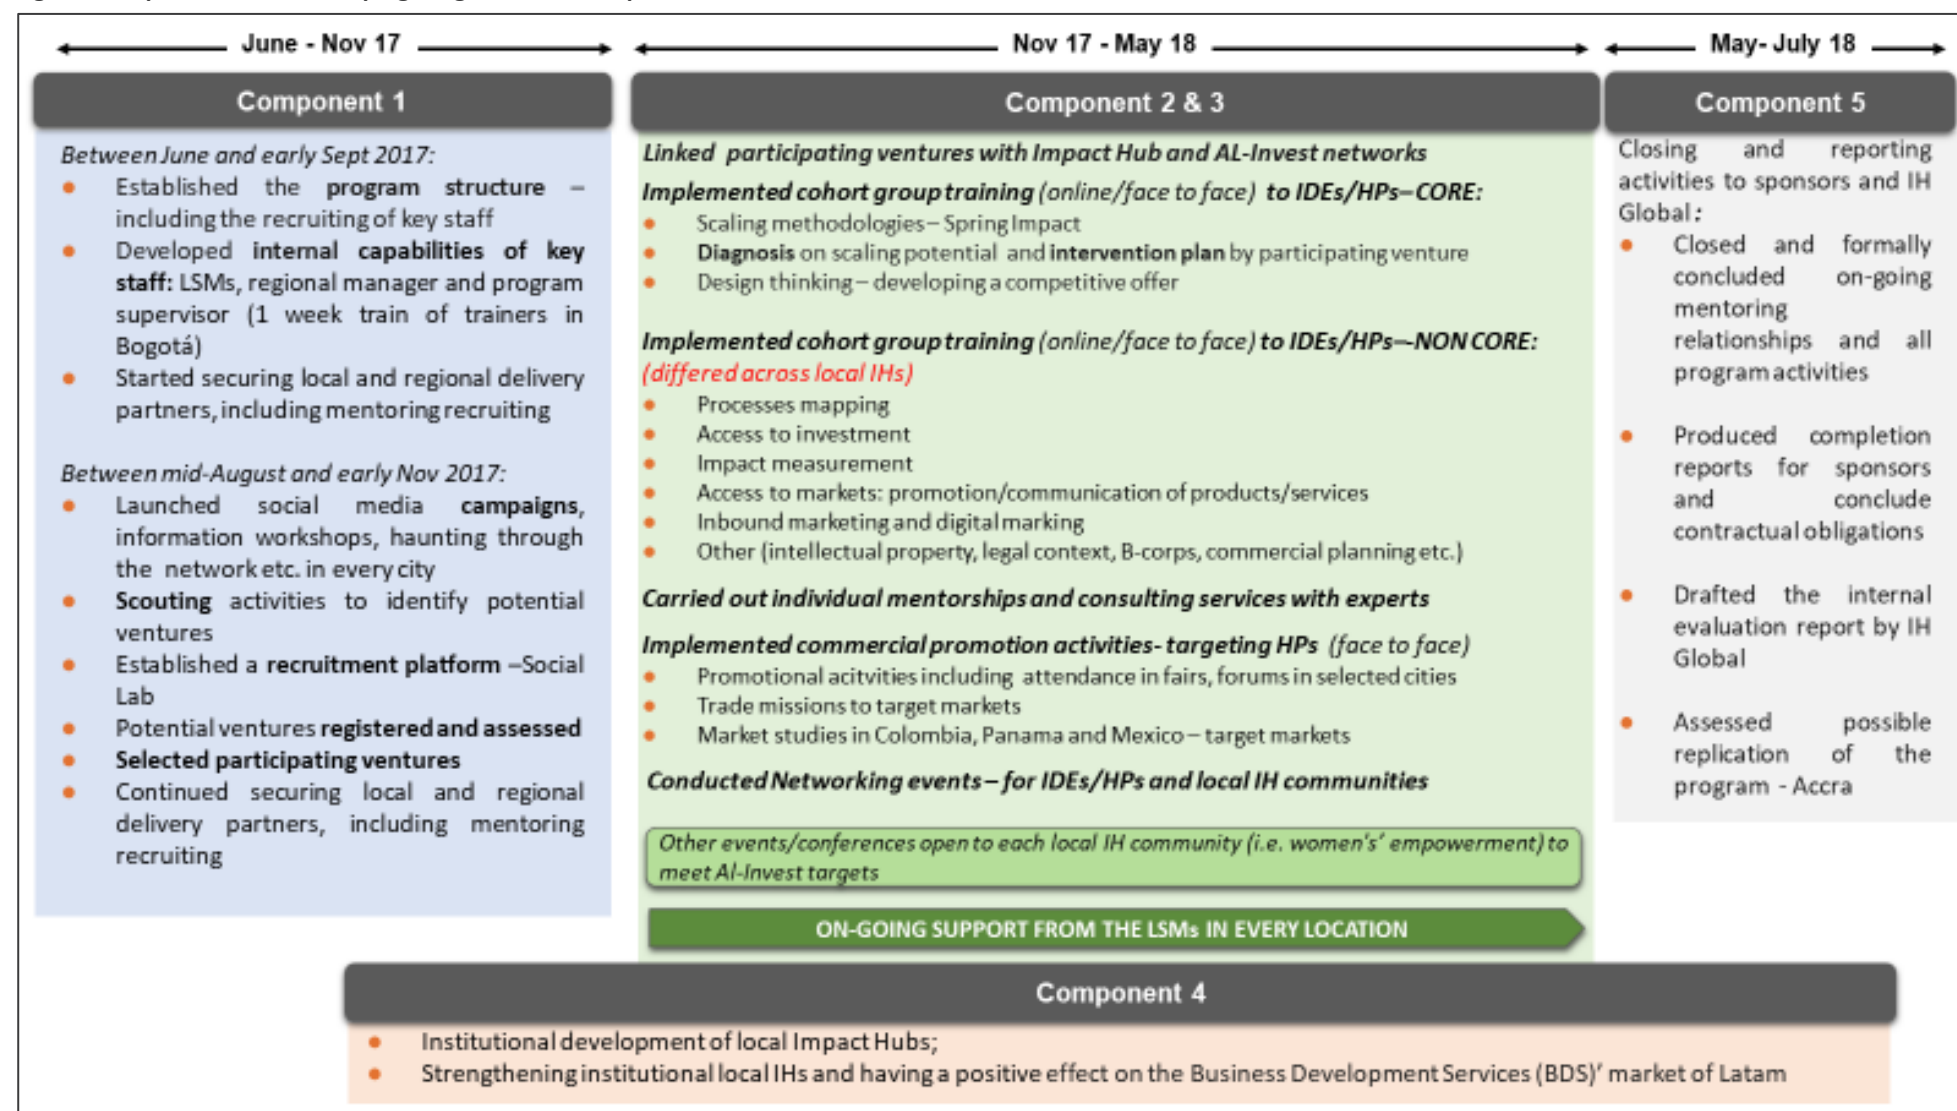 June - Nov 17
Nov 17 - May 18
May- July 18
Component 1
Between June and early Sept 2017:
Established the program structure –
including the recruiting of key staff
Developed internal capabilities of key
staff: LSMs, regional manager and program
supervisor (1 week train of trainers in
Bogotá)
Started securing local and regional delivery
partners, including mentoring recruiting
Between mid-August and early Nov 2017:
Launched social media campaigns,
information workshops, haunting through
the network etc. in every city
Scouting activities to identify potential
ventures
Established a recruitment platform –Social
Lab
Potential ventures registered and assessed
Selected participating ventures
Continued securing local and regional
delivery partners, including mentoring
recruiting
Component 2 & 3
Linked participating ventures with Impact Hub and AL-Invest networks
Implemented cohort group training (online/face to face) to IDEs/HPs–CORE:
Scaling methodologies– Spring Impact
Diagnosis on scaling potential and intervention plan by participating venture
Design thinking – developing a competitive offer
Implemented cohort group training (online/face to face) to IDEs/HPs–-NON CORE:
(differed across local IHs)
Processes mapping
Access to investment
Impact measurement
Access to markets: promotion/communication of products/services
Inbound marketing and digital marking
Other (intellectual property, legal context, B-corps, commercial planning etc.)
Carried out individual mentorships and consulting services with experts
Implemented commercial promotion activities- targeting HPs (face to face)
Promotional acitvities including attendance in fairs, forums in selected cities
Trade missions to target markets
Market studies in Colombia, Panama and Mexico – target markets
Conducted Networking events – for IDEs/HPs and local IH communities
Other events/conferences open to each local IH community (i.e. women's' empowerment) to
meet Al-Invest targets
ON-GOING SUPPORT FROM THE LSMs IN EVERY LOCATION
Component 5
Closing and reporting
activities to sponsors and IH
Global:
Closed and formally
concluded on-going
mentoring
relationships and all
program activities
Produced completion
reports for sponsors
and conclude
contractual obligations
Drafted the internal
evaluation report by IH
Global
Assessed possible
replication of the
program - Accra
Component 4
Institutional development of local Impact Hubs;
Strengthening institutional local IHs and having a positive effect on the Business Development Services (BDS)' market of Latam